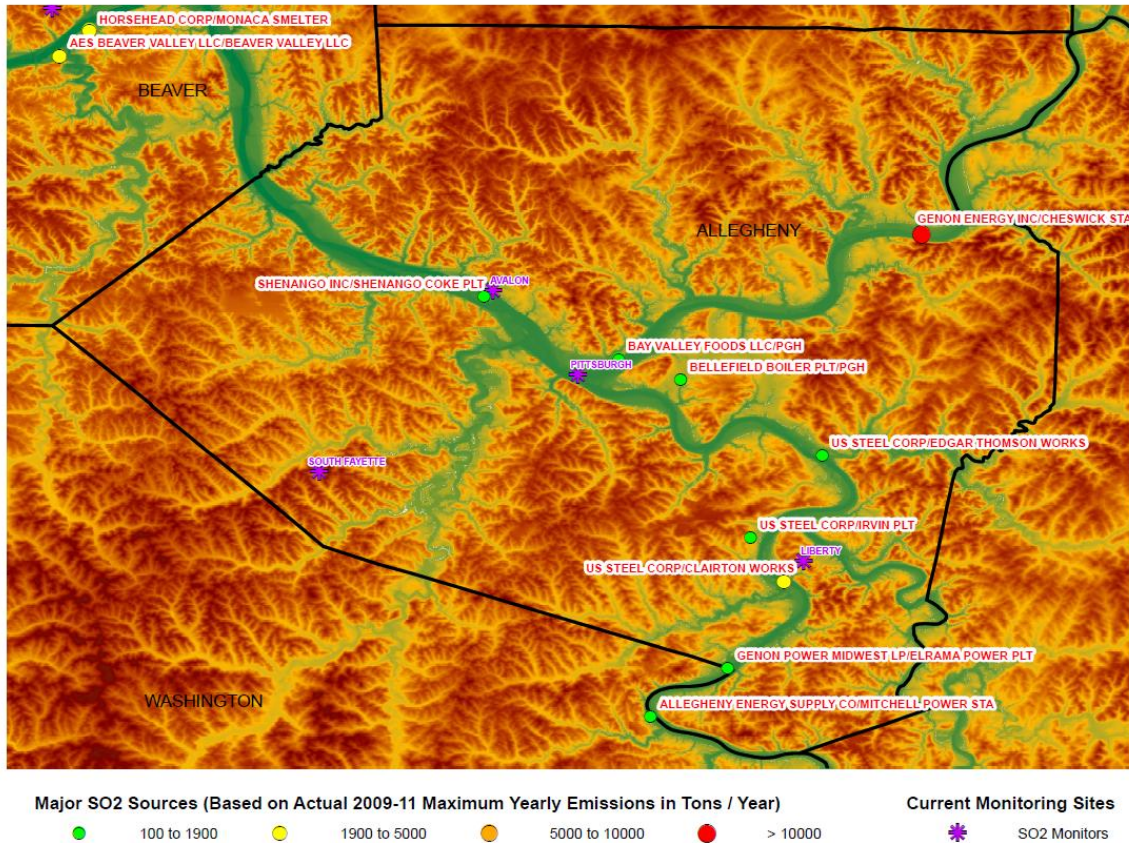 HORSEHEAD CORP/MONACA SMELTER
AES BEAVER VALLEY LLC/BEAVER VALLEY LLC
BEAVER
GENON ENERGY INC/CHESWICK STA
ALLEGHENY
SHENANGO INC/SHENANGO COKE PLT
AVALON
BAY VALLEY FOODS LLC/PGH
PITTSBURGH
BELLEFIELD BOILER PLT/PGH
US STEEL CORP/EDGAR THOMSON WORKS
SOUTH FAYETTE
US STEEL CORP/IRVIN PLT
LIBERTY
US STEEL CORP/CLAIRTON WORKS
GENON POWER MIDWEST LP/ELRAMA POWER PLT
WASHINGTON
ALLEGHENY ENERGY SUPPLY CO/MITCHELL POWER STA
Major SO2 Sources (Based on Actual 2009-11 Maximum Yearly Emissions in Tons / Year)
Current Monitoring Sites
100 to 1900
1900 to 5000
5000 to 10000
> 10000
SO2 Monitors